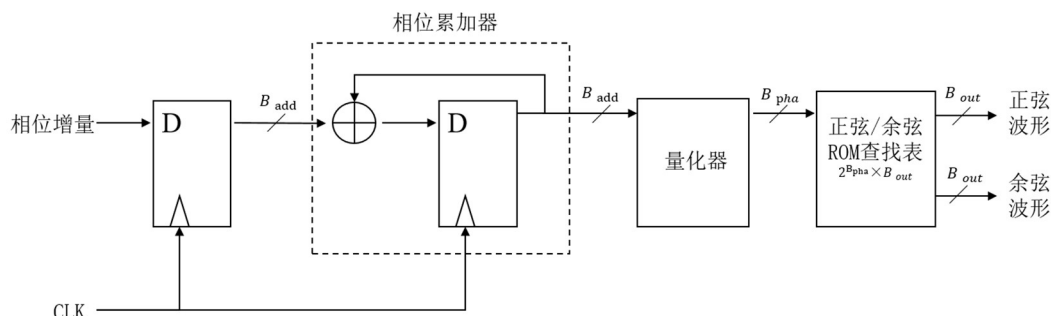 相位累加器
相位增量
D
B add
D
B add
量化器
B pha
正弦/余弦
ROM查找表
2^{B_{pha}}×B out
B out
正弦
波形
B out
余弦
波形
CLK